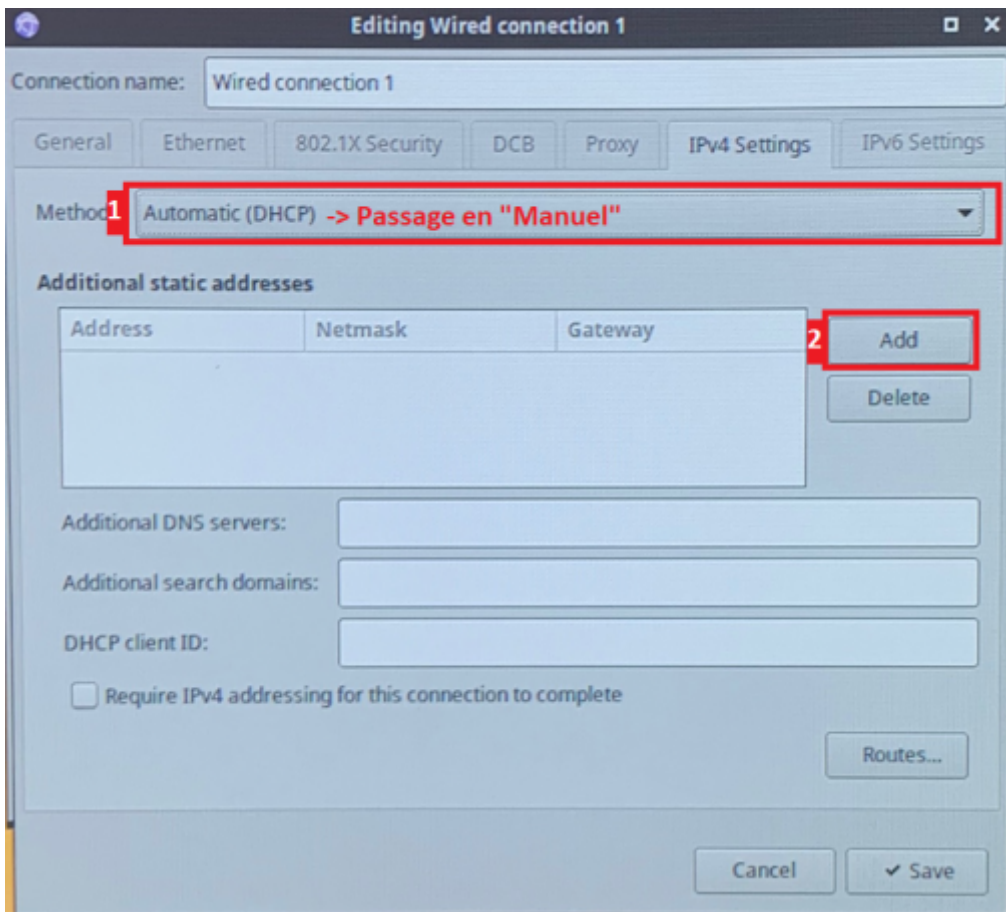 Editing Wired connection 1
Connection name: Wired connection 1
General Ethernet 802.1X Security DCB Proxy IPv4 Settings IPv6 Settings
Method 1 Automatic (DHCP) -> Passage en "Manuel"
Additional static addresses
Address Netmask Gateway 2 Add
Delete
Additional DNS servers:
Additional search domains:
DHCP client ID:
Require IPv4 addressing for this connection to complete
Routes...
Cancel ✔ Save